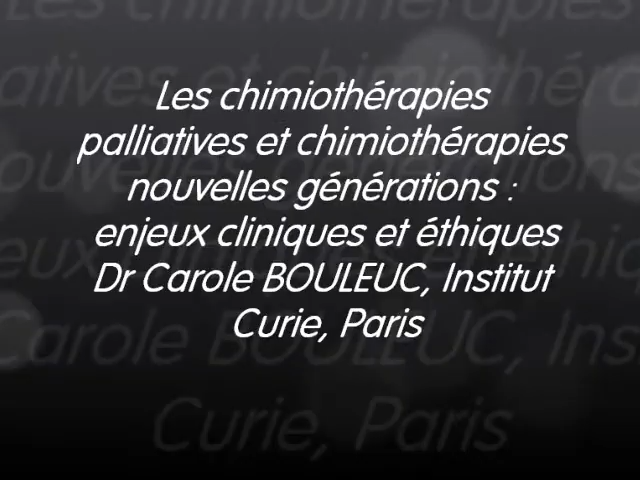 Les chimiothérapies
palliatives et chimiothérapies
nouvelles générations :
enjeux cliniques et éthiques
Dr Carole BOULEUC, Institut
Curie, Paris